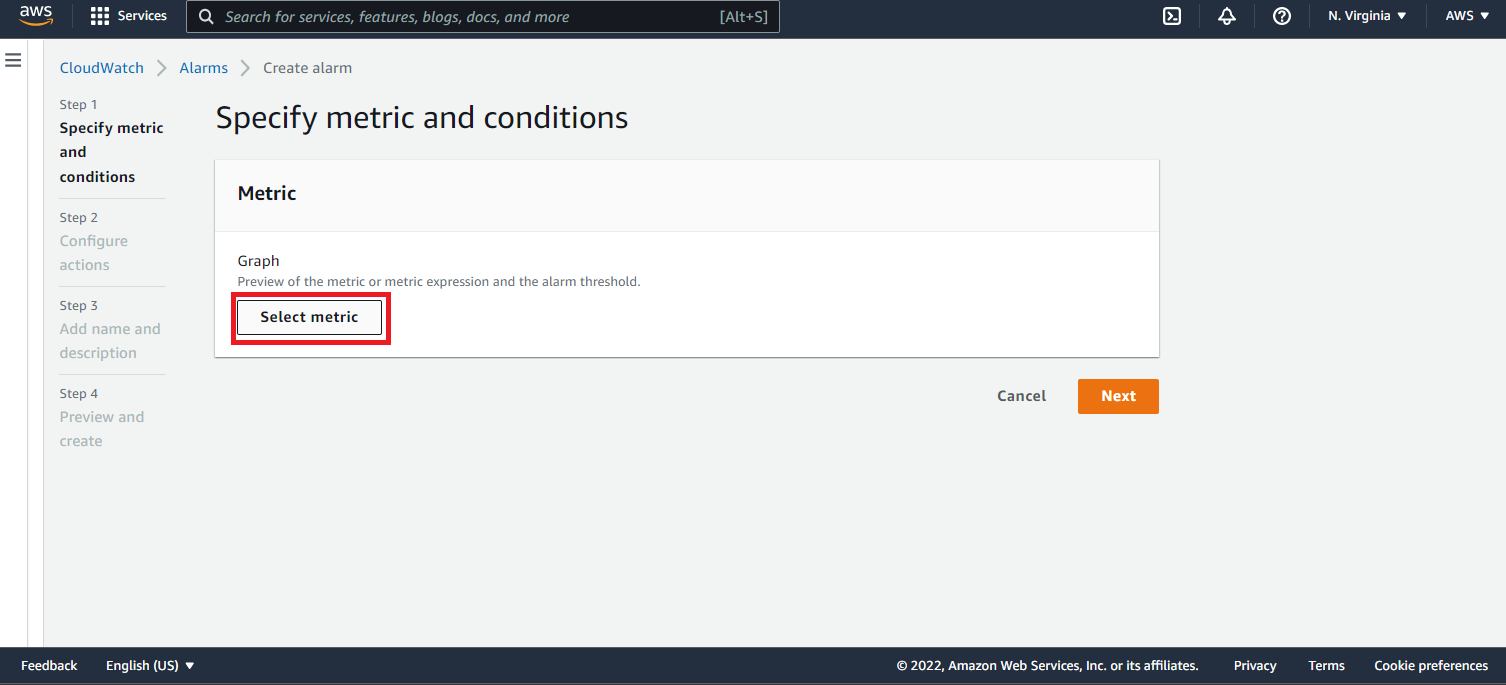 aws
Services
Search for services, features, blogs, docs, and more
[Alt+S]
N. Virginia
AWS
CloudWatch
Alarms
Create alarm
Step 1
Specify metric
and
conditions
Step 2
Configure
actions
Step 3
Add name and
description
Step 4
Preview and
create
Specify metric and conditions
Metric
Graph
Preview of the metric or metric expression and the alarm threshold.
Select metric
Cancel
Next
Feedback
English (US)
© 2022, Amazon Web Services, Inc. or its affiliates.
Privacy
Terms
Cookie preferences